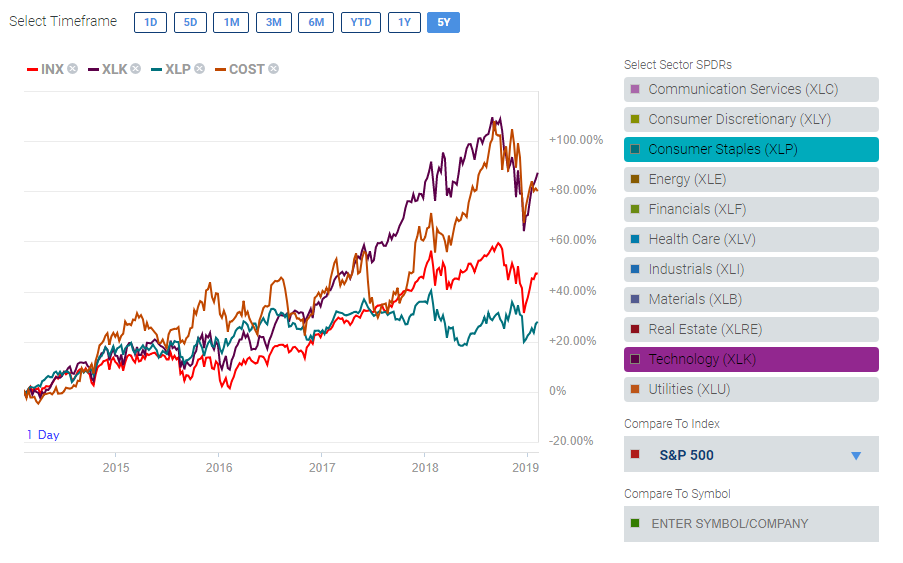 Select Timeframe 1D 5D 1M 3M 6M YTD 1Y 5Y
INX XLK XLP COST
+100.00%
+80.00%
+60.00%
+40.00%
+20.00%
0%
-20.00%
1 Day
2015 2016 2017 2018 2019
Select Sector SPDRs
Communication Services (XLC)
Consumer Discretionary (XLY)
Consumer Staples (XLP)
Energy (XLE)
Financials (XLF)
Health Care (XLV)
Industrials (XLI)
Materials (XLB)
Real Estate (XLRE)
Technology (XLK)
Utilities (XLU)
Compare To Index
S&P 500
Compare To Symbol
ENTER SYMBOL/COMPANY